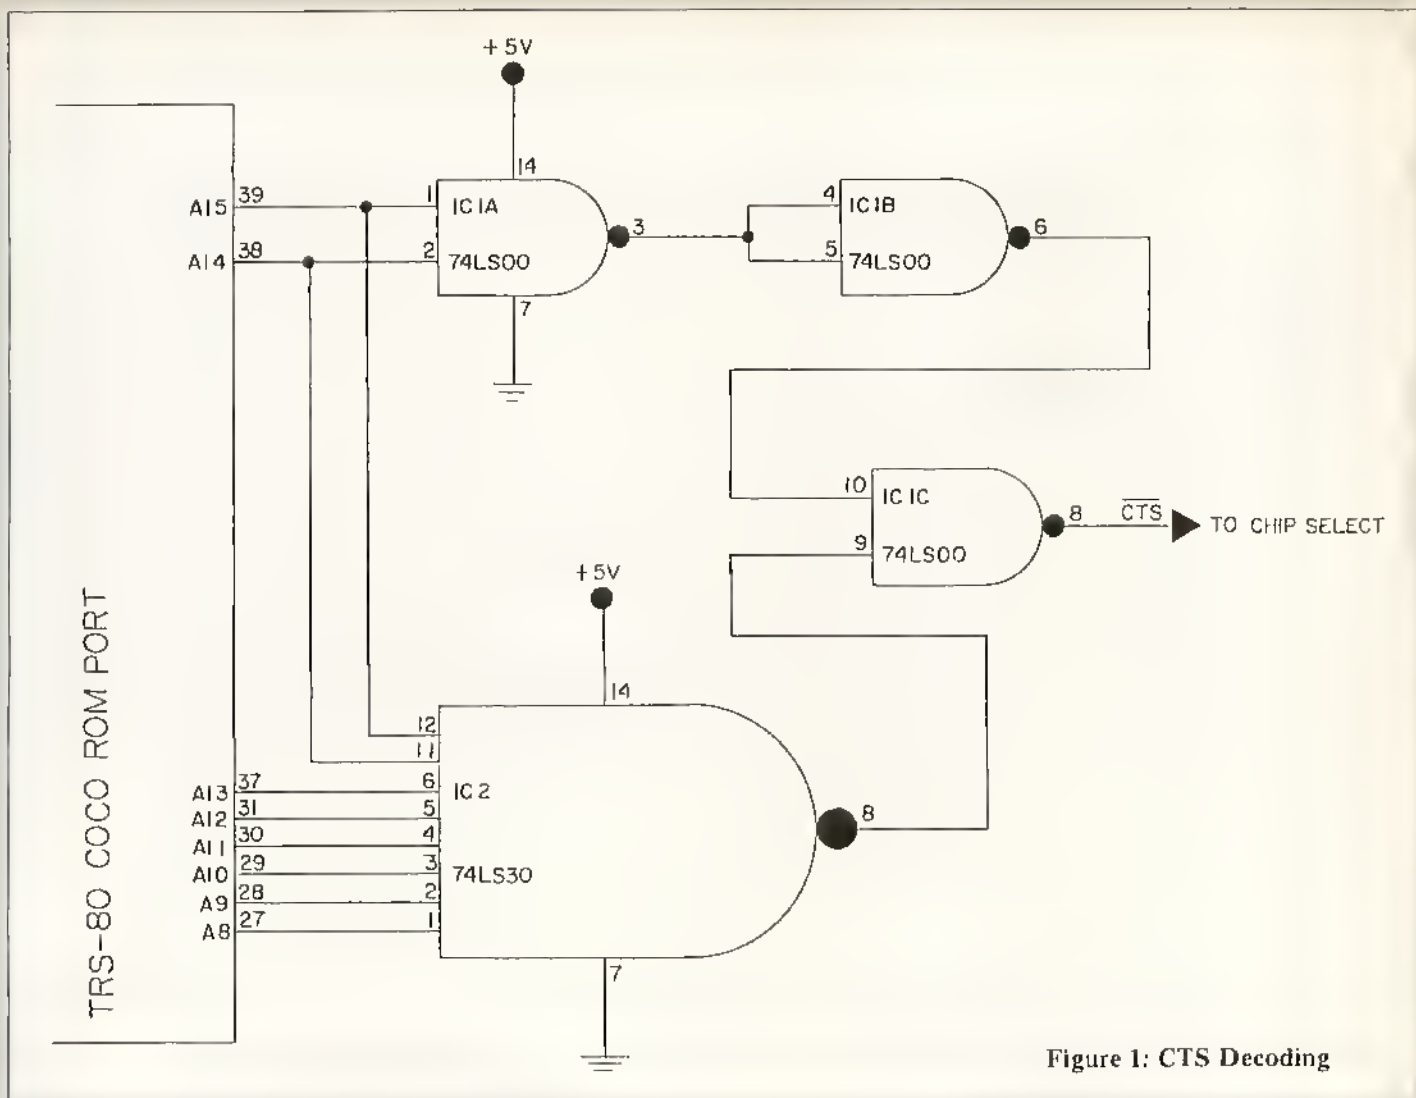 +5V
14
A15 39
1
IC1A
3
4
IC1B
6
A14 38
2
74LS00
5
74LS00
7
10
IC1C
8
CTS
TO CHIP SELECT
9
74LS00
+5V
14
TRS-80 COCO ROM PORT
12
11
A13 37
6
IC2
A12 31
5
8
A11 30
4
A10 29
3
74LS30
A9 28
2
A8 27
1
7
Figure 1: CTS Decoding